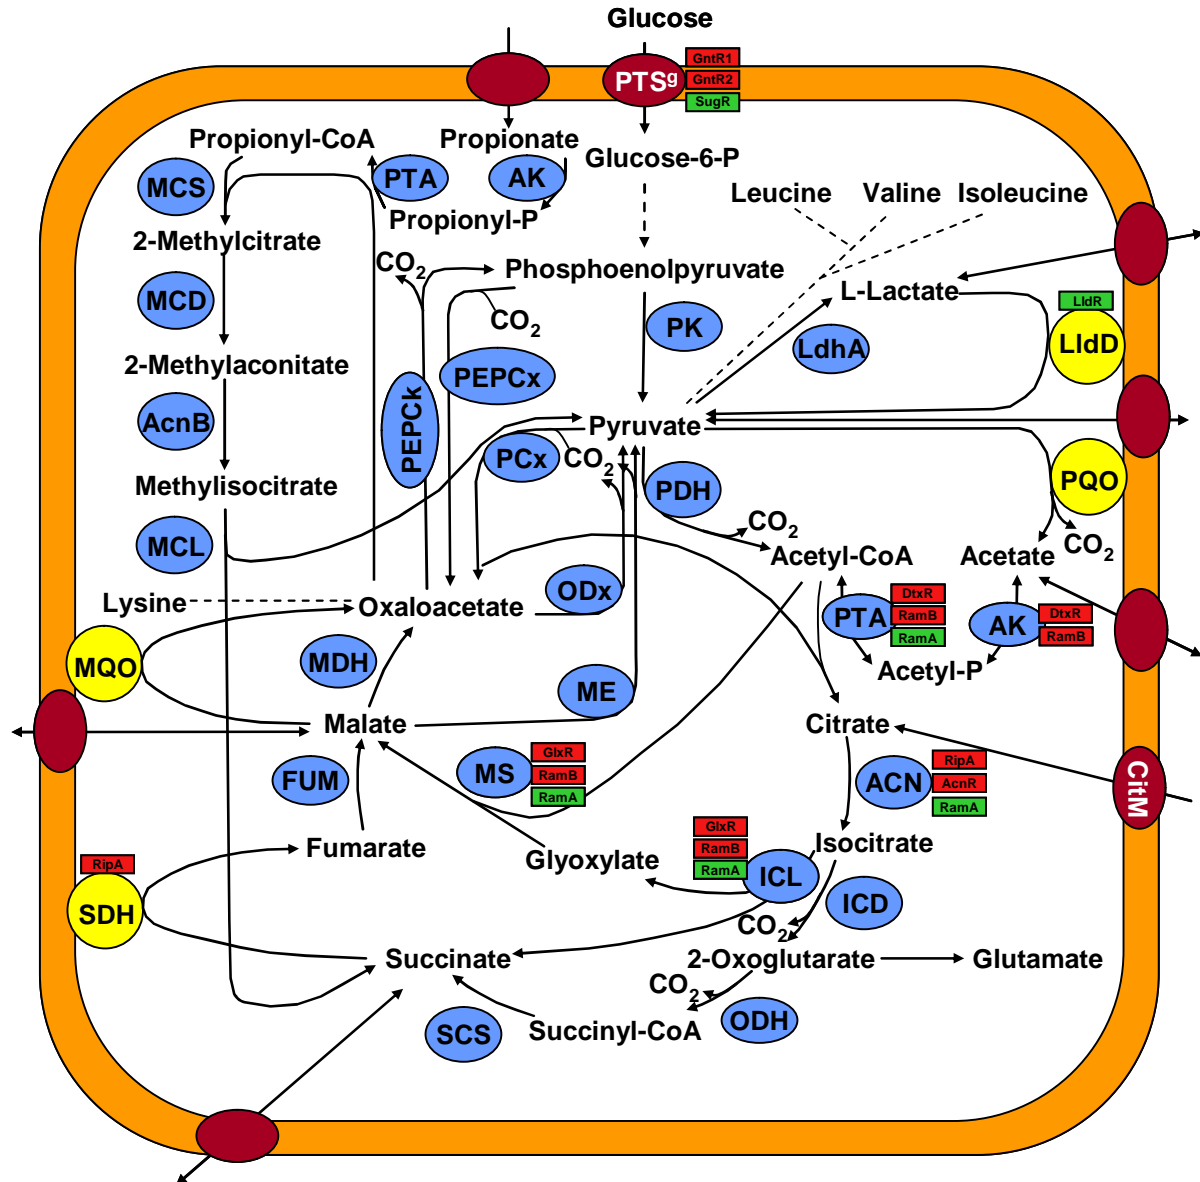 Glucose
PTSg
GntR1
GntR2
SugR
Propionyl-CoA
Propionate
Glucose-6-P
MCS
PTA
AK
Propionyl-P
Leucine
Valine
Isoleucine
2-Methylcitrate
CO2
Phosphoenolpyruvate
L-Lactate
MCD
CO2
PK
LdhA
LldR
LldD
2-Methylaconitate
PEPCk
PEPCx
AcnB
Pyruvate
PCx
CO2
PDH
PQO
Methylisocitrate
MCL
CO2
Acetyl-CoA
Acetate
CO2
Lysine
Oxaloacetate
ODx
PTA
DtxR
RamB
RamA
AK
DtxR
RamB
MQO
MDH
Acetyl-P
ME
Malate
Citrate
FUM
MS
GlxR
RamB
RamA
ACN
RipA
AcnR
RamA
CitM
Fumarate
Glyoxylate
GlxR
RamB
RamA
ICL
Isocitrate
RipA
SDH
ICD
CO2
Succinate
2-Oxoglutarate
Glutamate
CO2
SCS
Succinyl-CoA
ODH